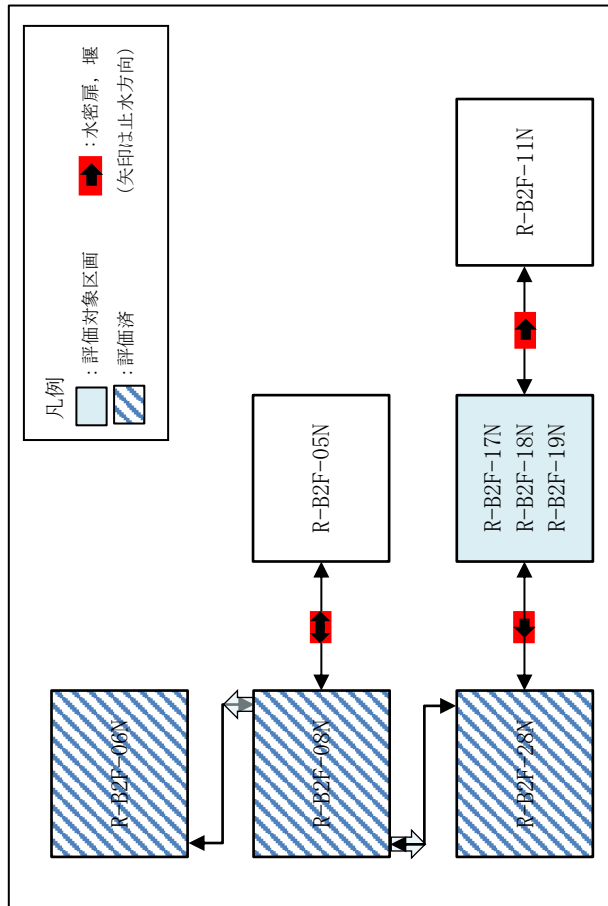 凡例
：評価対象区画
：評価済
：水密扉，堰
(矢印は止水方向)
R-B2F-06N
R-B2F-08N
R-B2F-28N
R-B2F-05N
R-B2F-17N
R-B2F-18N
R-B2F-19N
R-B2F-11N